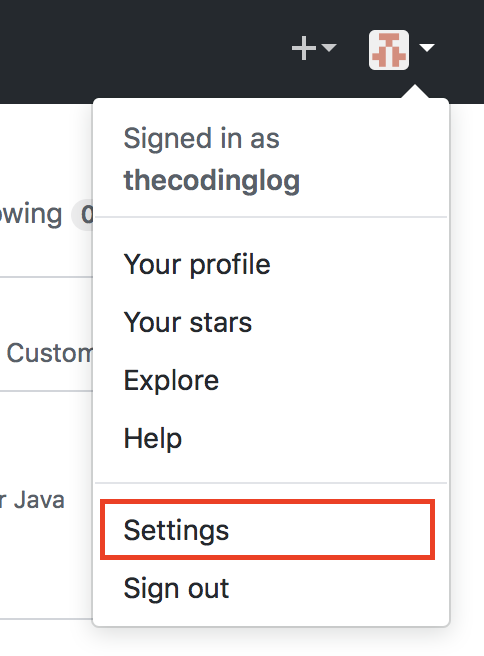 Signed in as
thecodinglog
owing 0
Your profile
Your stars
Custom
Explore
Help
r Java
Settings
Sign out